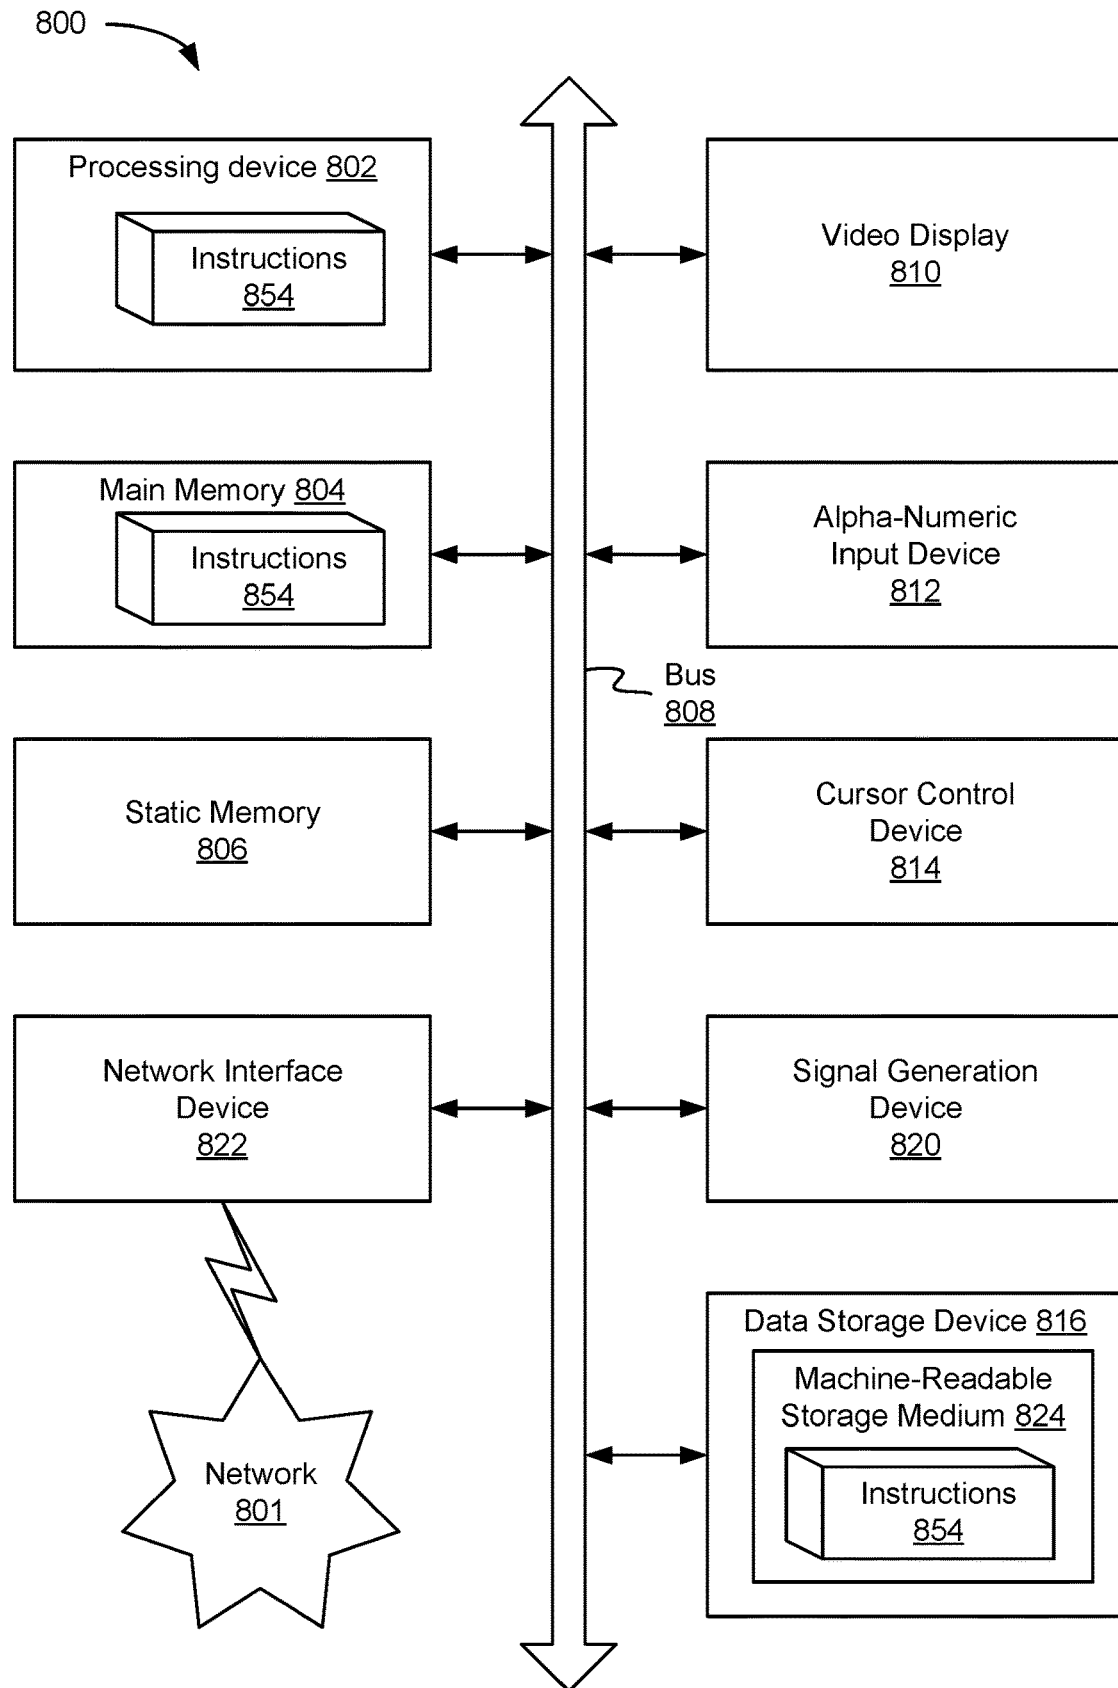 800
Processing device 802
Instructions
854
Video Display
810
Main Memory 804
Instructions
854
Alpha-Numeric
Input Device
812
Bus
808
Static Memory
806
Cursor Control
Device
814
Network Interface
Device
822
Signal Generation
Device
820
Data Storage Device 816
Machine-Readable
Storage Medium 824
Instructions
854
Network
801